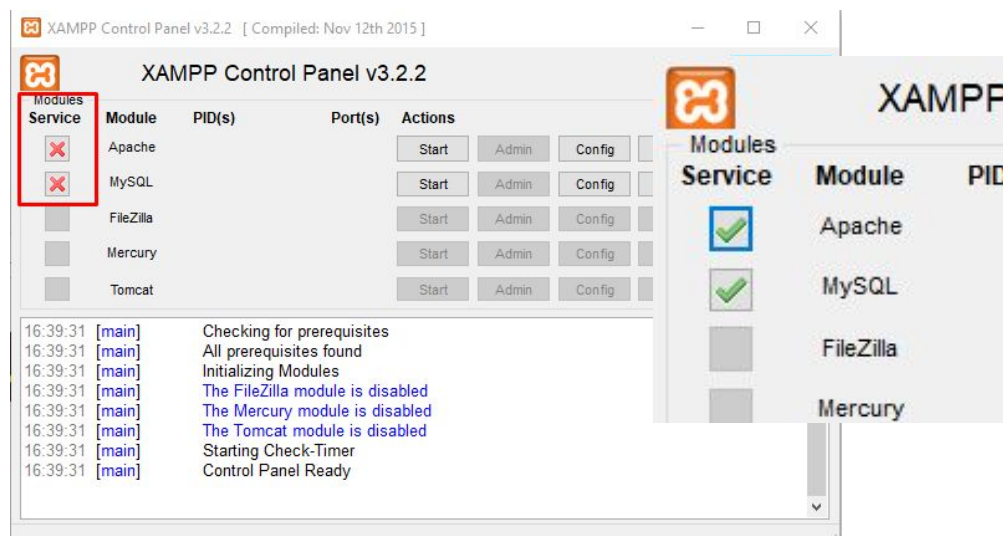 XAMPP Control Panel v3.2.2 [ Compiled: Nov 12th 2015 ]
XAMPP Control Panel v3.2.2
Modules
Service Module PID(s) Port(s) Actions
Apache Start Admin Config
MySQL Start Admin Config
FileZilla Start Admin Config
Mercury Start Admin Config
Tomcat Start Admin Config
16:39:31 [main] Checking for prerequisites
16:39:31 [main] All prerequisites found
16:39:31 [main] Initializing Modules
16:39:31 [main] The FileZilla module is disabled
16:39:31 [main] The Mercury module is disabled
16:39:31 [main] The Tomcat module is disabled
16:39:31 [main] Starting Check-Timer
16:39:31 [main] Control Panel Ready
XAMPP
Modules
Service Module PID
Apache
MySQL
FileZilla
Mercury